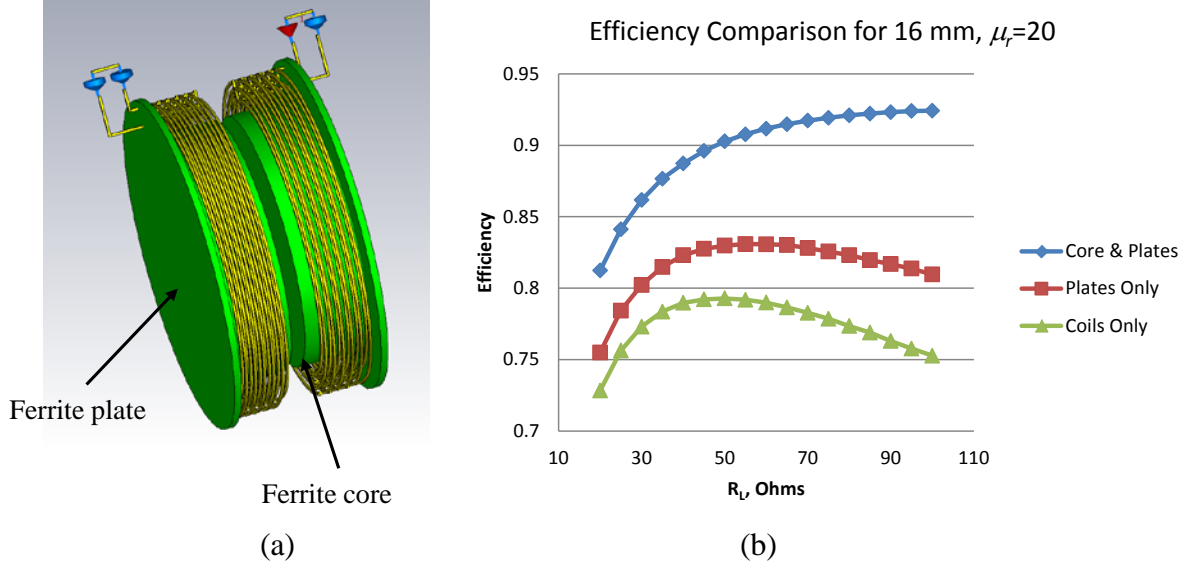 Ferrite plate
Ferrite core
(a)
Efficiency Comparison for 16 mm, μr=20
0.95
0.9
0.85
0.8
0.75
0.7
Efficiency
10
30
50
70
90
110
RL, Ohms
Core & Plates
Plates Only
Coils Only
(b)